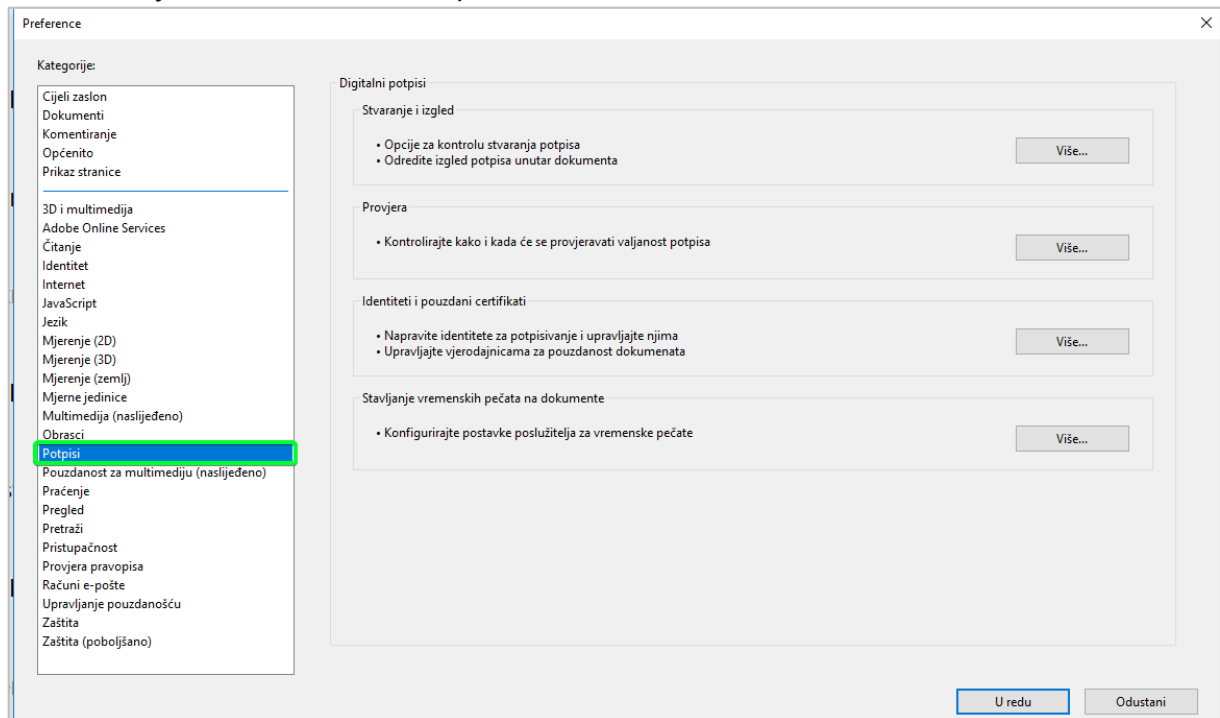 Preference
Kategorije:
Cijeli zaslon
Dokumenti
Komentiranje
Općenito
Prikaz stranice
3D i multimedija
Adobe Online Services
Čitanje
Identitet
Internet
JavaScript
Jezik
Mjerenje (2D)
Mjerenje (3D)
Mjerenje (zemlj)
Mjerne jedinice
Multimedija (naslijeđeno)
Obrasci
Potpisi
Pouzdanost za multimediju (naslijeđeno)
Praćenje
Pregled
Pretraži
Pristupačnost
Provjera pravopisa
Računi e-pošte
Upravljanje pouzdanošću
Zaštita
Zaštita (poboljšano)
Digitalni potpisi
Stvaranje i izgled
• Opcije za kontrolu stvaranja potpisa
• Odredite izgled potpisa unutar dokumenta
Više...
Provjera
• Kontrolirajte kako i kada će se provjeravati valjanost potpisa
Više...
Identiteti i pouzdani certifikati
• Napravite identitete za potpisivanje i upravljajte njima
• Upravljajte vjerodajnicama za pouzdanost dokumenata
Više...
Stavljanje vremenskih pečata na dokumente
• Konfigurirajte postavke poslužitelja za vremenske pečate
Više...
U redu
Odustani